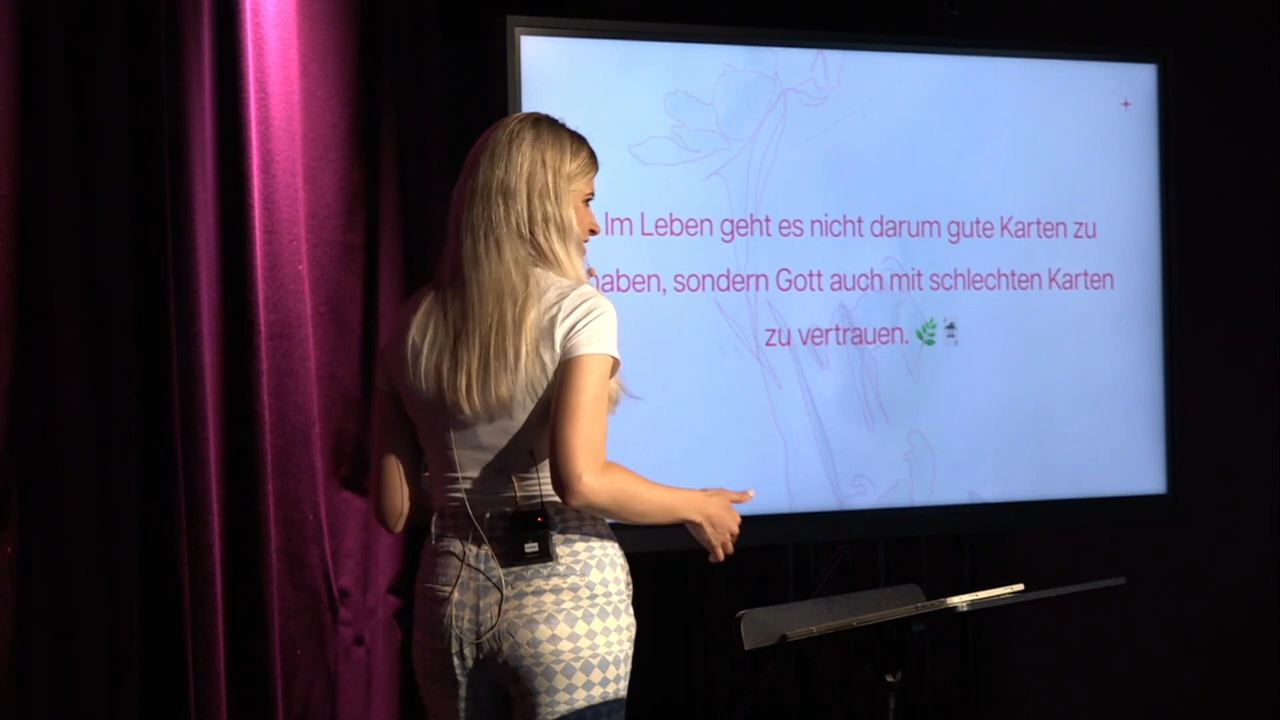 Im Leben geht es nicht darum gute Karten zu
haben, sondern Gott auch mit schlechten Karten
zu vertrauen. 🌿🃏